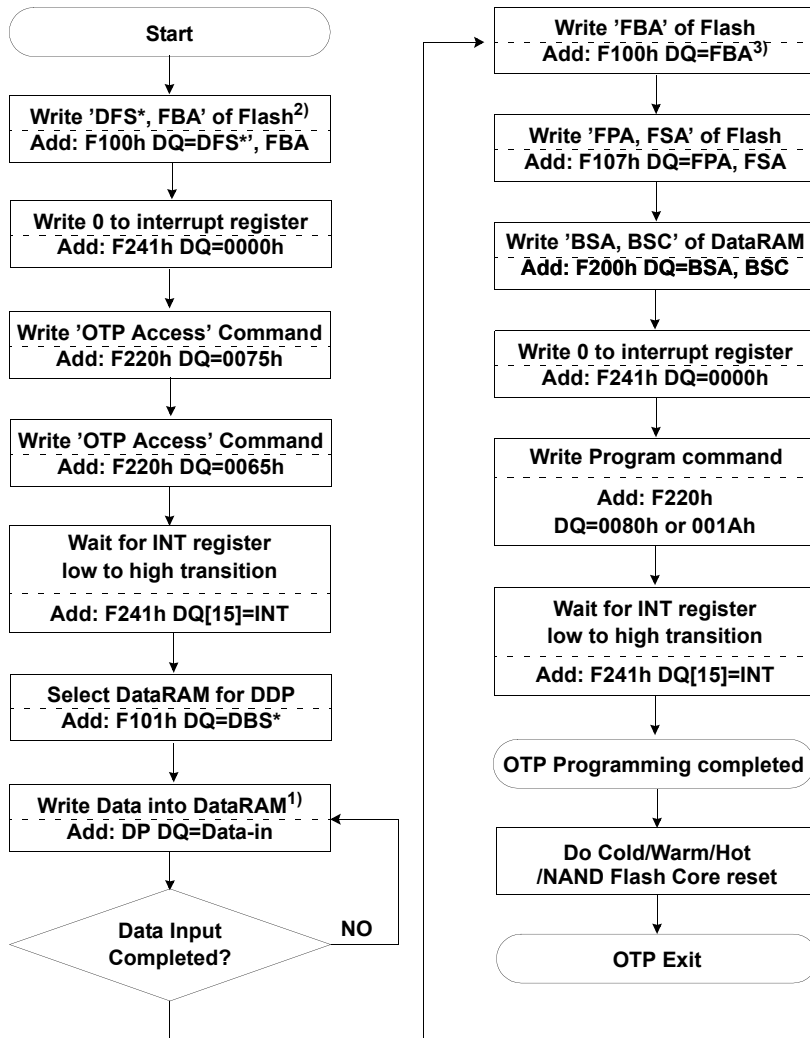 Start
Write ’DFS*, FBA’ of Flash2)
Add: F100h DQ=DFS*’, FBA
Write 0 to interrupt register
Add: F241h DQ=0000h
Write ’OTP Access’ Command
Add: F220h DQ=0075h
Write ’OTP Access’ Command
Add: F220h DQ=0065h
Wait for INT register
low to high transition
Add: F241h DQ[15]=INT
Select DataRAM for DDP
Add: F101h DQ=DBS*
Write Data into DataRAM1)
Add: DP DQ=Data-in
Data Input
Completed?
NO
Write ’FBA’ of Flash
Add: F100h DQ=FBA3)
Write ’FPA, FSA’ of Flash
Add: F107h DQ=FPA, FSA
Write ’BSA, BSC’ of DataRAM
Add: F200h DQ=BSA, BSC
Write 0 to interrupt register
Add: F241h DQ=0000h
Write Program command
Add: F220h
DQ=0080h or 001Ah
Wait for INT register
low to high transition
Add: F241h DQ[15]=INT
OTP Programming completed
Do Cold/Warm/Hot
/NAND Flash Core reset
OTP Exit